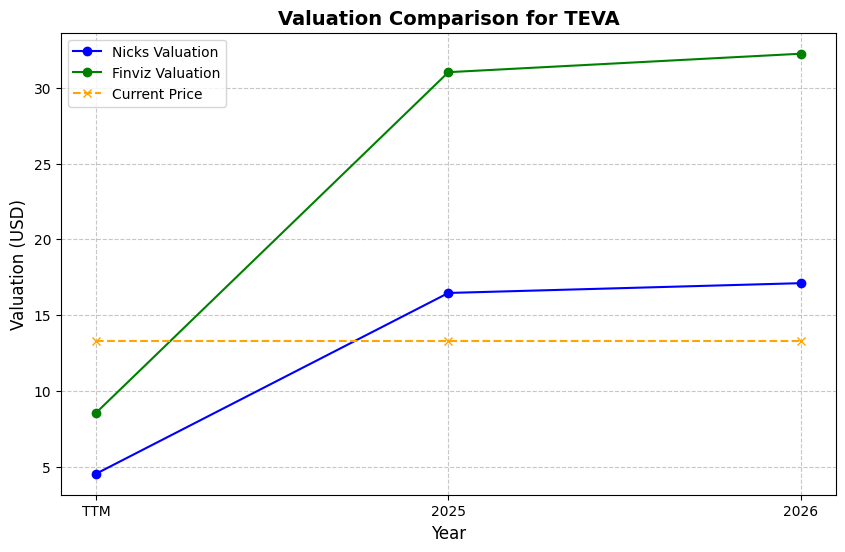 Valuation Comparison for TEVA
Nicks Valuation
Finviz Valuation
Current Price
Valuation (USD)
30
25
20
15
10
5
TTM
2025
2026
Year